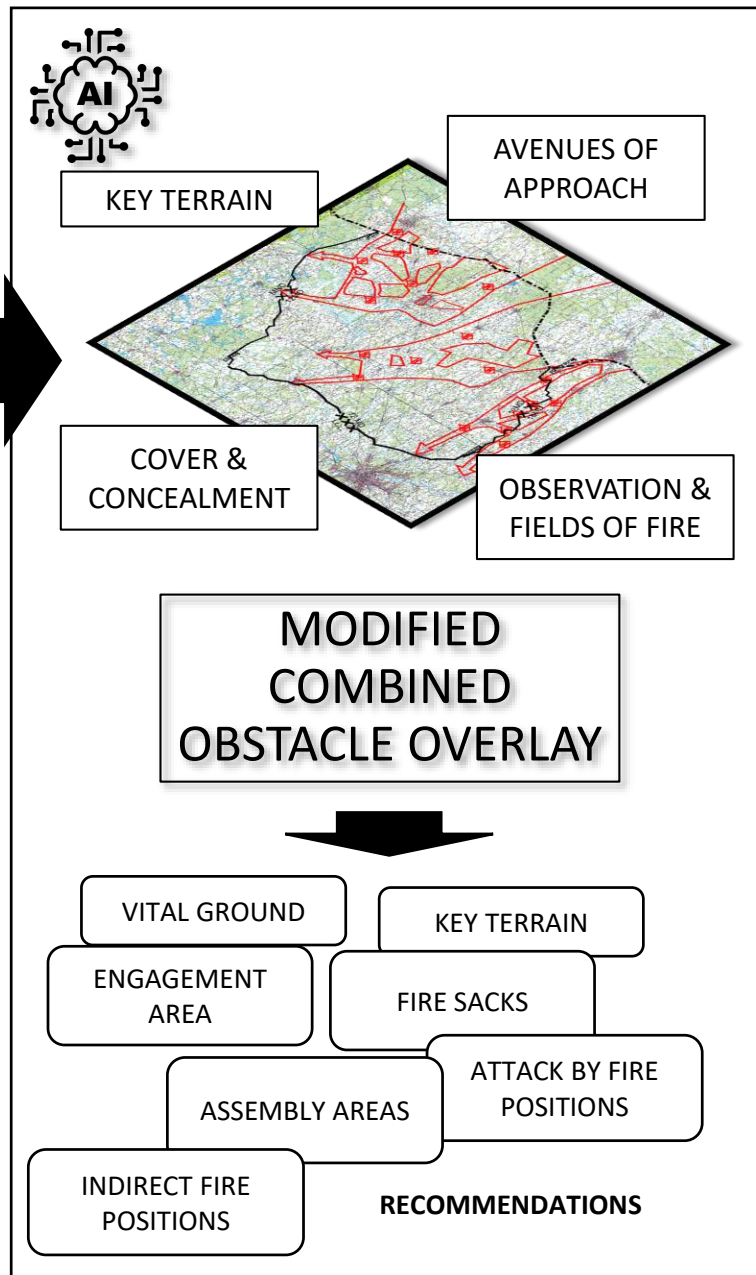 AI
KEY TERRAIN
AVENUES OF
APPROACH
COVER &
CONCEALMENT
OBSERVATION &
FIELDS OF FIRE
MODIFIED
COMBINED
OBSTACLE OVERLAY
VITAL GROUND
KEY TERRAIN
ENGAGEMENT
AREA
FIRE SACKS
ATTACK BY FIRE
POSITIONS
ASSEMBLY AREAS
INDIRECT FIRE
POSITIONS
RECOMMENDATIONS